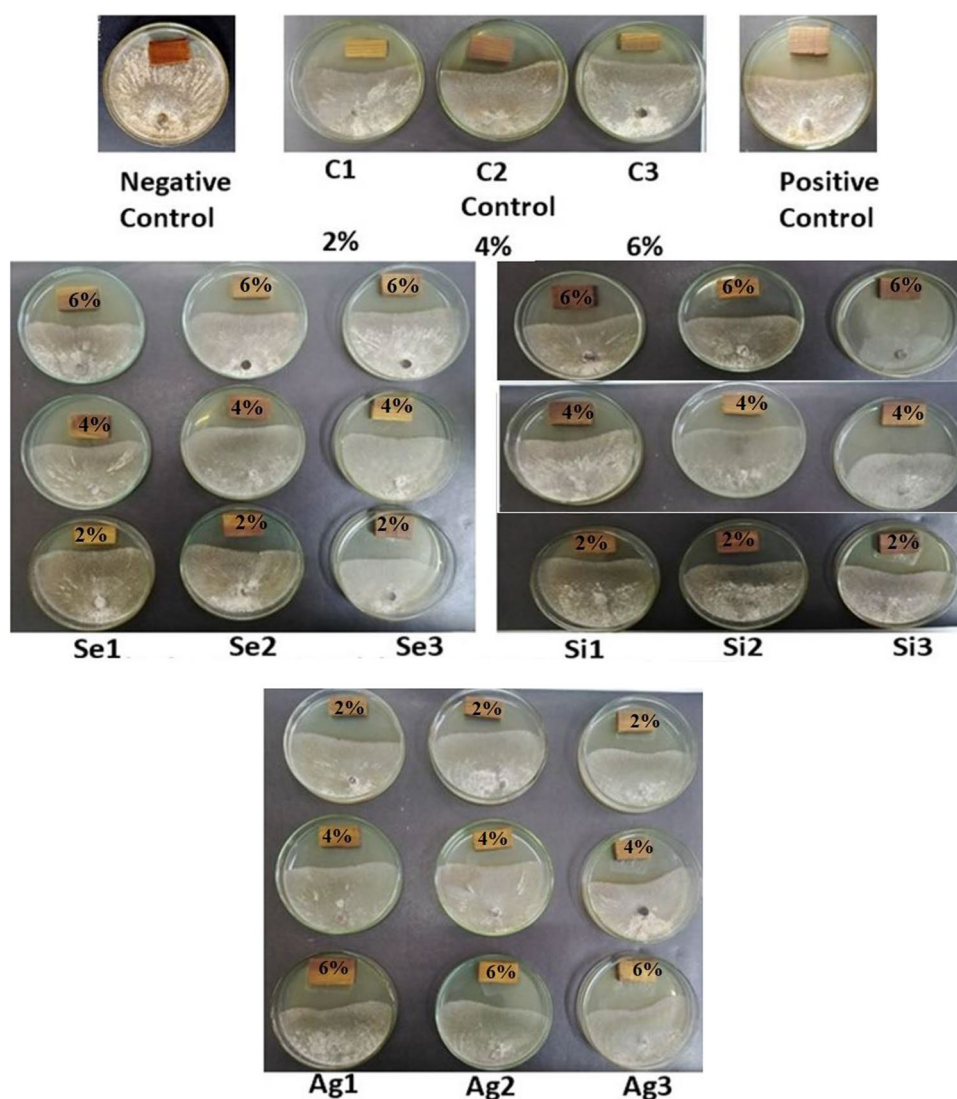 Negative
Control
C1 C2 C3
Control
Positive
Control
2% 4% 6%
6% 6% 6%
4% 4% 4%
2% 2% 2%
Se1 Se2 Se3
6% 6% 6%
4% 4% 4%
2% 2% 2%
Si1 Si2 Si3
2% 2% 2%
4% 4% 4%
6% 6% 6%
Ag1 Ag2 Ag3